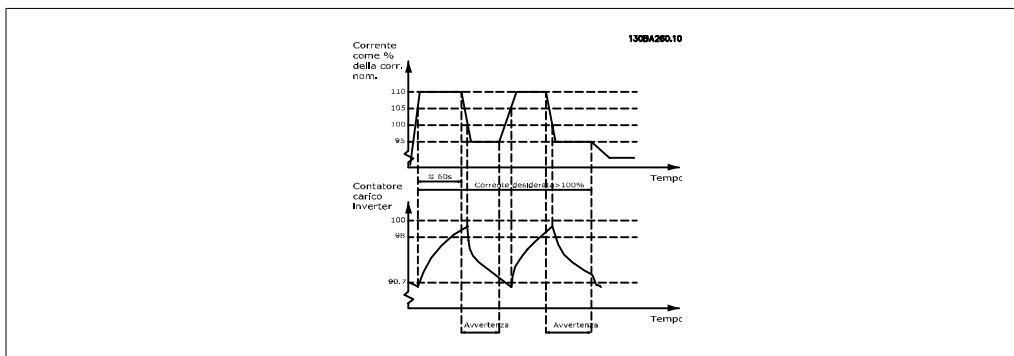 130BA260.10
Corrente
come %
della corr.
nom.
110
105
100
95
Tempo
≈ 60s
Corrente desiderata>100%
Contatore
carico
Inverter
100
98
90.7
Tempo
Avvertenza
Avvertenza